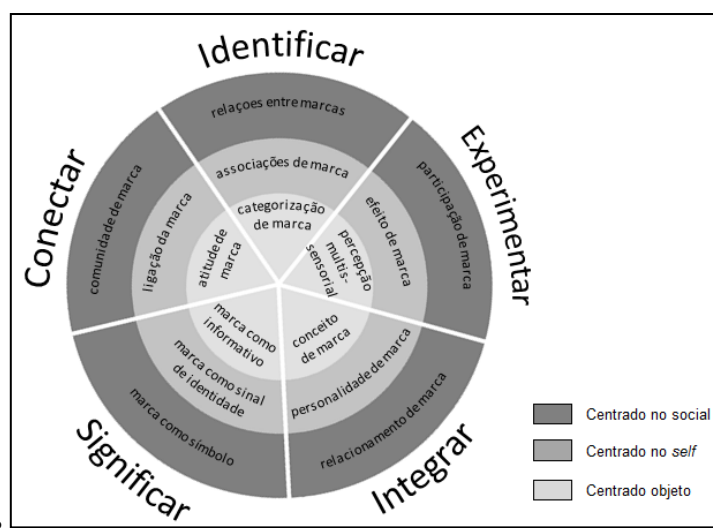 Identificar
relações entre marcas
associações de marca
categorização
de marca
Experimentar
participação de marca
efeito de marca
percepção
multis-
sensorial
Integrar
relacionamento de marca
personalidade de marca
conceito
de marca
Significar
marca como símbolo
marca como sinal
de identidade
marca como
informativo
Conectar
comunidade de marca
ligação da marca
atitude de
marca
Centrado no social
Centrado no self
Centrado objeto